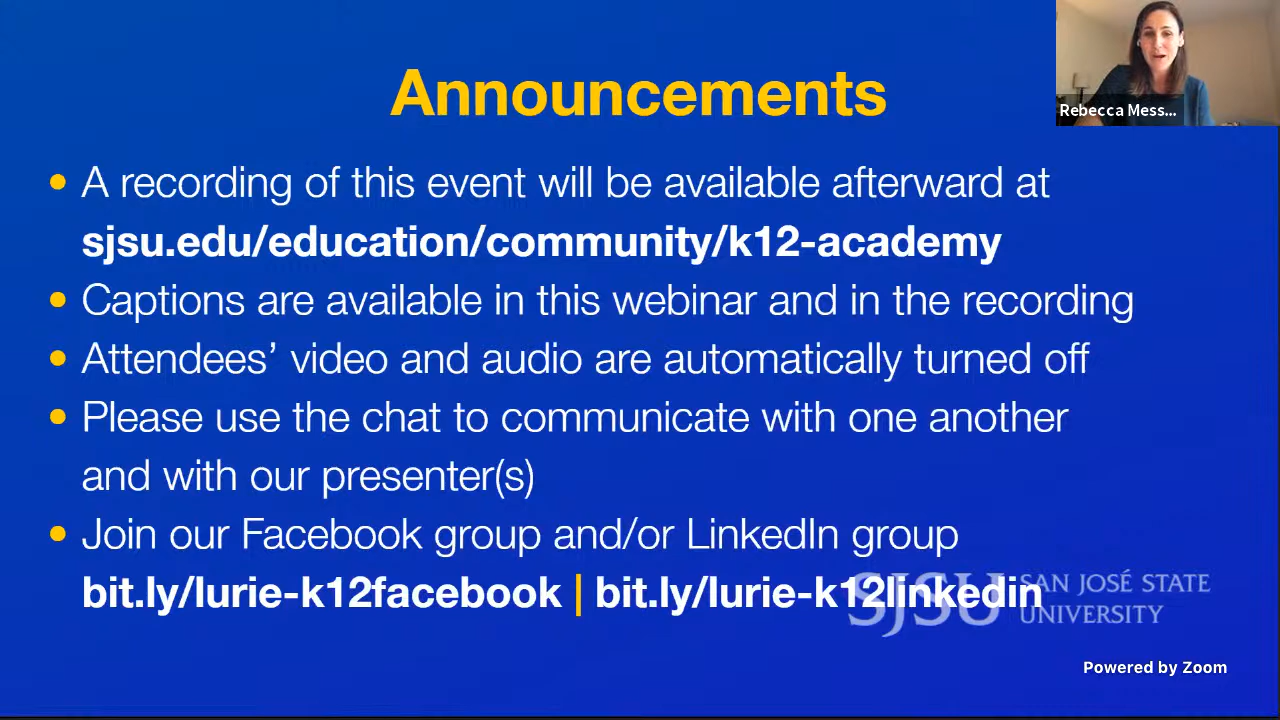 Announcements
Rebecca Mess...
• A recording of this event will be available afterward at
sjsu.edu/education/community/k12-academy
• Captions are available in this webinar and in the recording
• Attendees’ video and audio are automatically turned off
• Please use the chat to communicate with one another
and with our presenter(s)
• Join our Facebook group and/or LinkedIn group
bit.ly/lurie-k12facebook | bit.ly/lurie-k12linkedin
SJSU SAN JOSÉ STATE
UNIVERSITY
Powered by Zoom